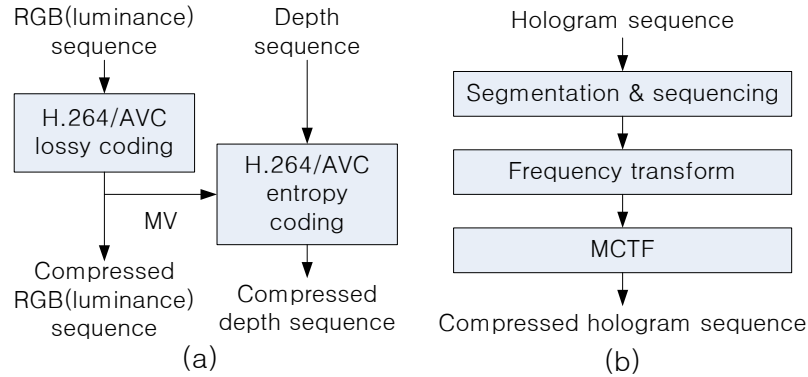 RGB(luminance)
sequence
H.264/AVC
lossy coding
MV
Compressed
RGB(luminance)
sequence
Depth
sequence
H.264/AVC
entropy
coding
Compressed
depth sequence
(a)
Hologram sequence
Segmentation & sequencing
Frequency transform
MCTF
Compressed hologram sequence
(b)